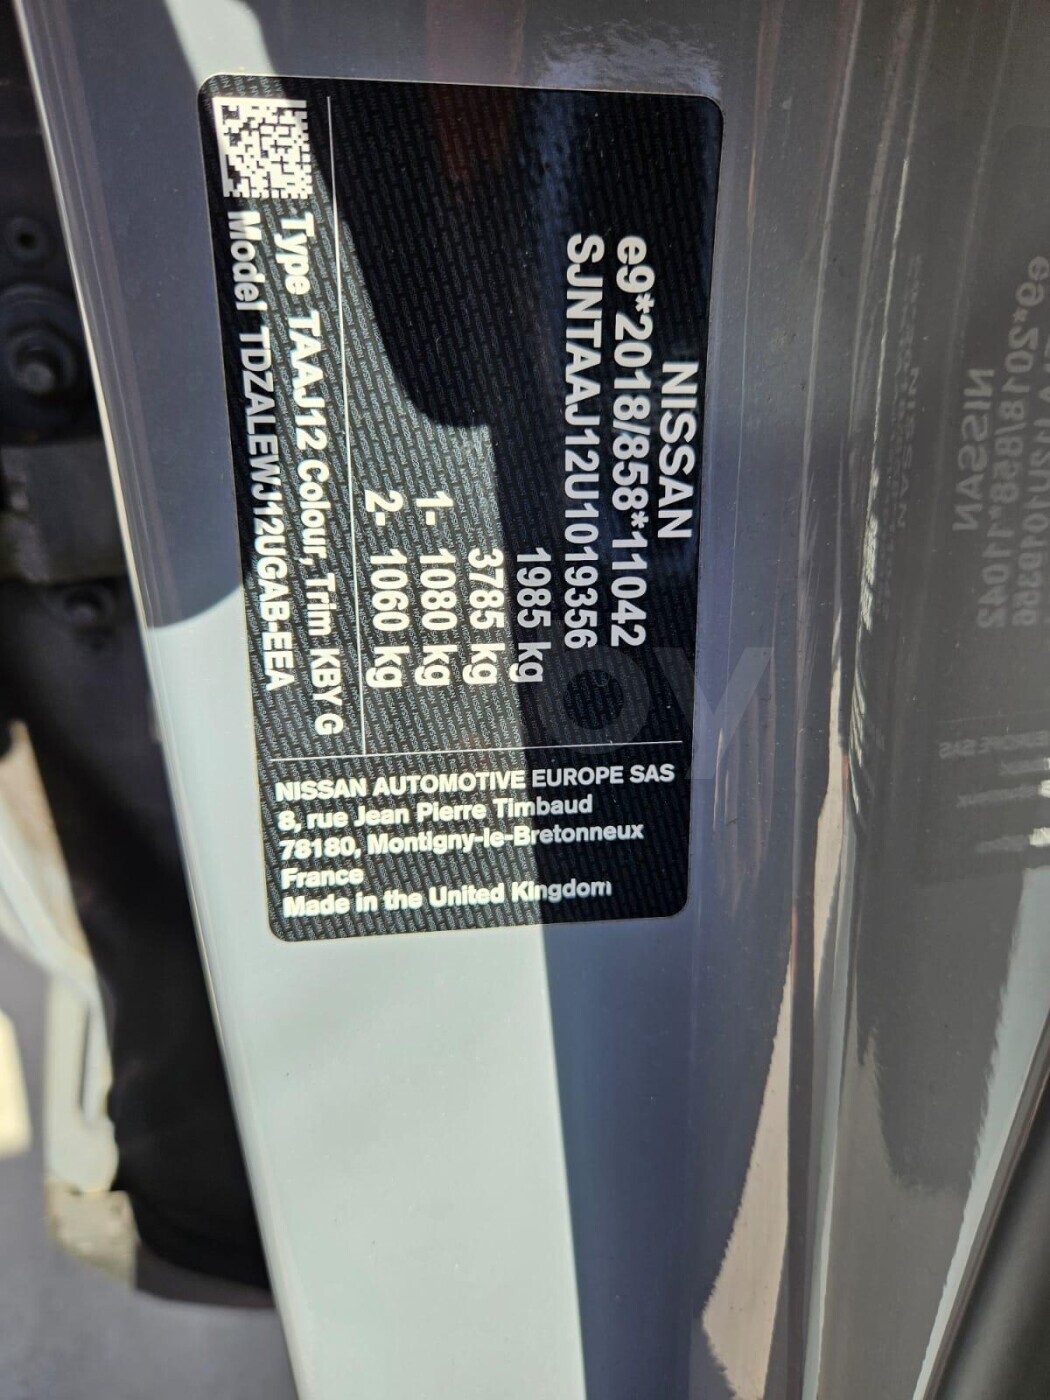 NISSAN
e9*2018/858*11042
SJNTAAJ12U1019356
1985 kg
3785 kg
1- 1080 kg
2- 1060 kg
Type TAAJ12 Colour, Trim KBY G
Model TDZALEWJ12UGAB-EEA
NISSAN AUTOMOTIVE EUROPE SAS
8, rue Jean Pierre Timbaud
78180, Montigny-le-Bretonneux
France
Made in the United Kingdom